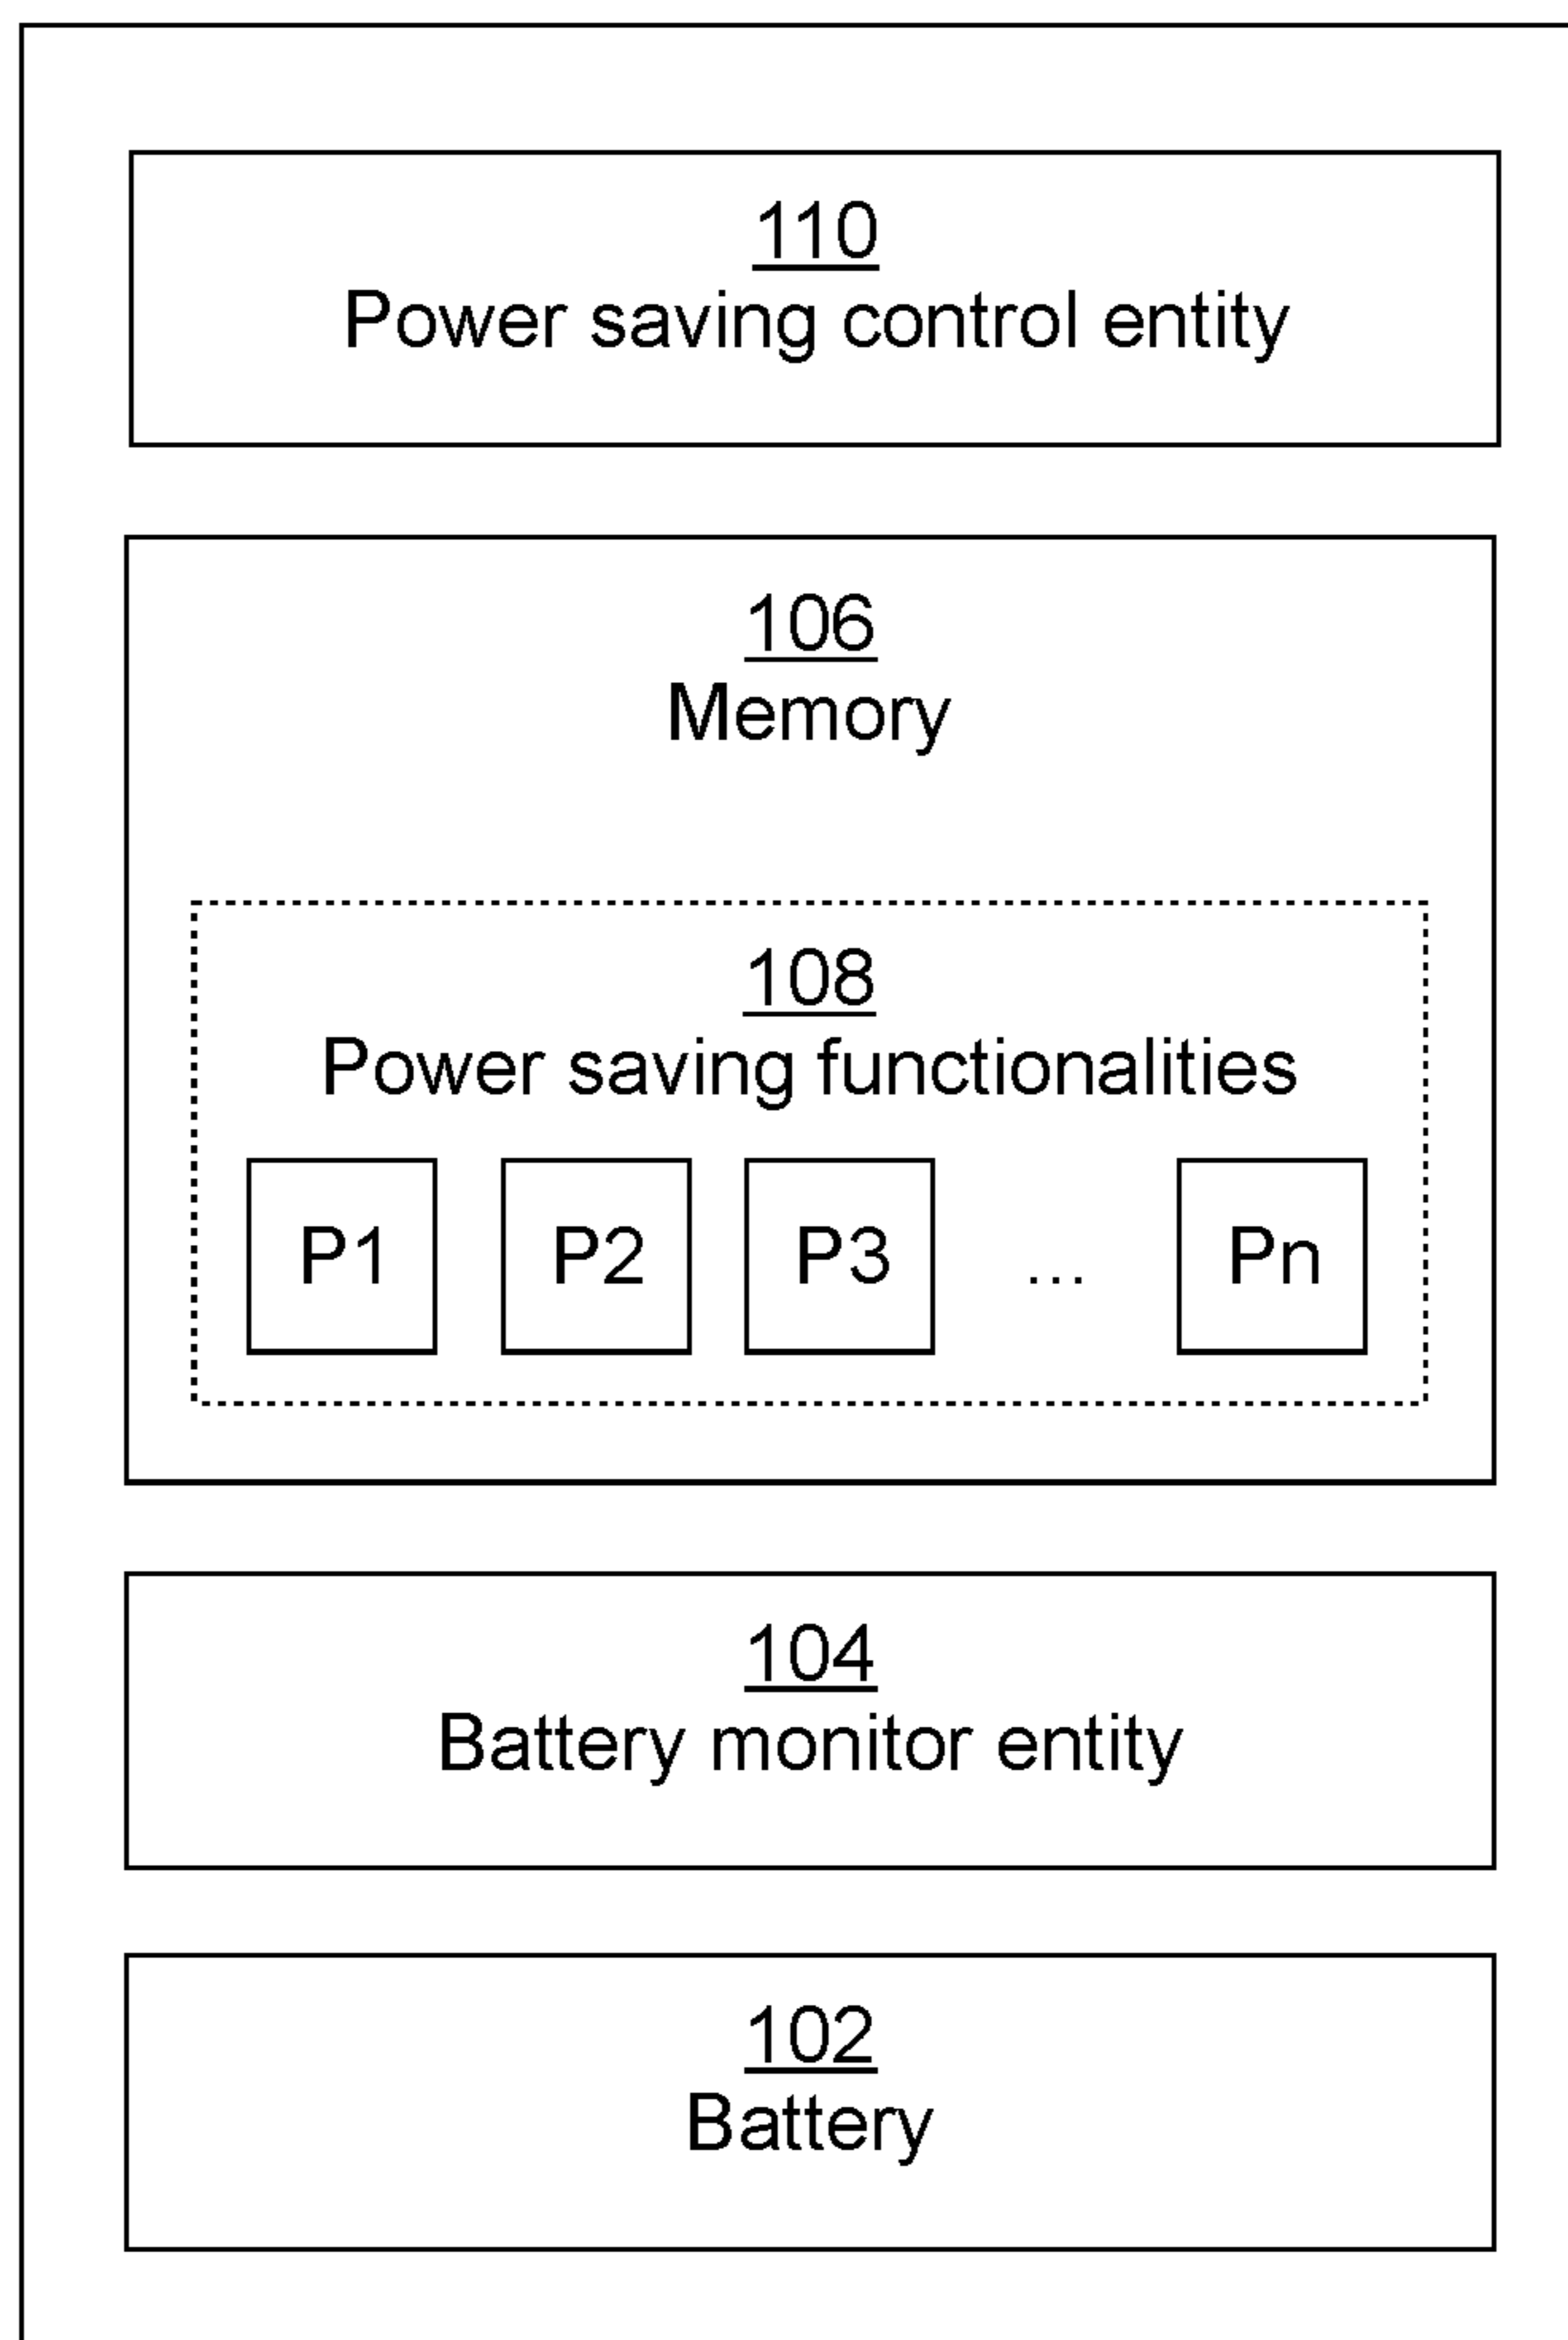 110
Power saving control entity
106
Memory
108
Power saving functionalities
P1 P2 P3 ... Pn
104
Battery monitor entity
102
Battery